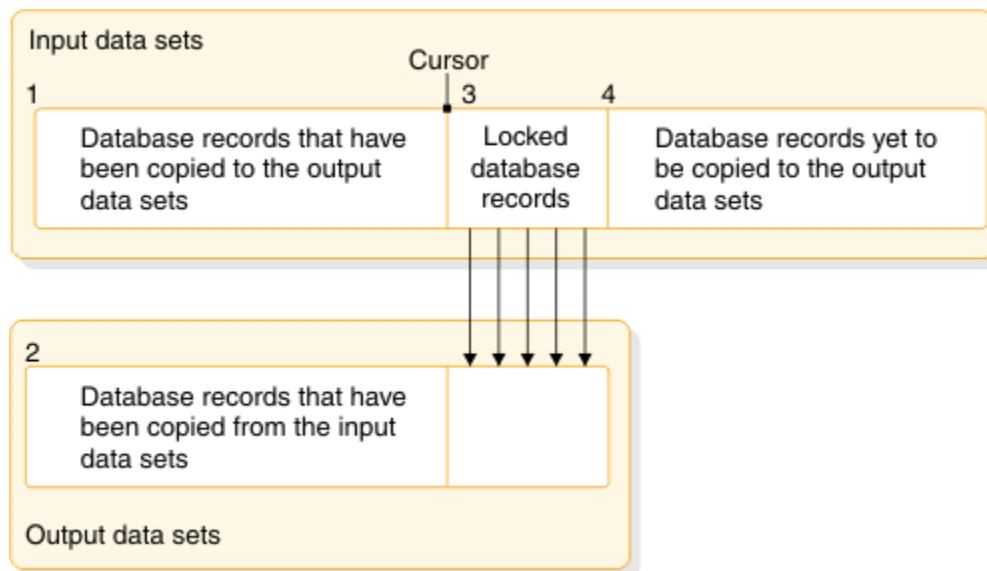 Input data sets
Cursor
1
3
4
Database records that have
been copied to the output
data sets
Locked
database
records
Database records yet to
be copied to the output
data sets
2
Database records that have
been copied from the input
data sets
Output data sets